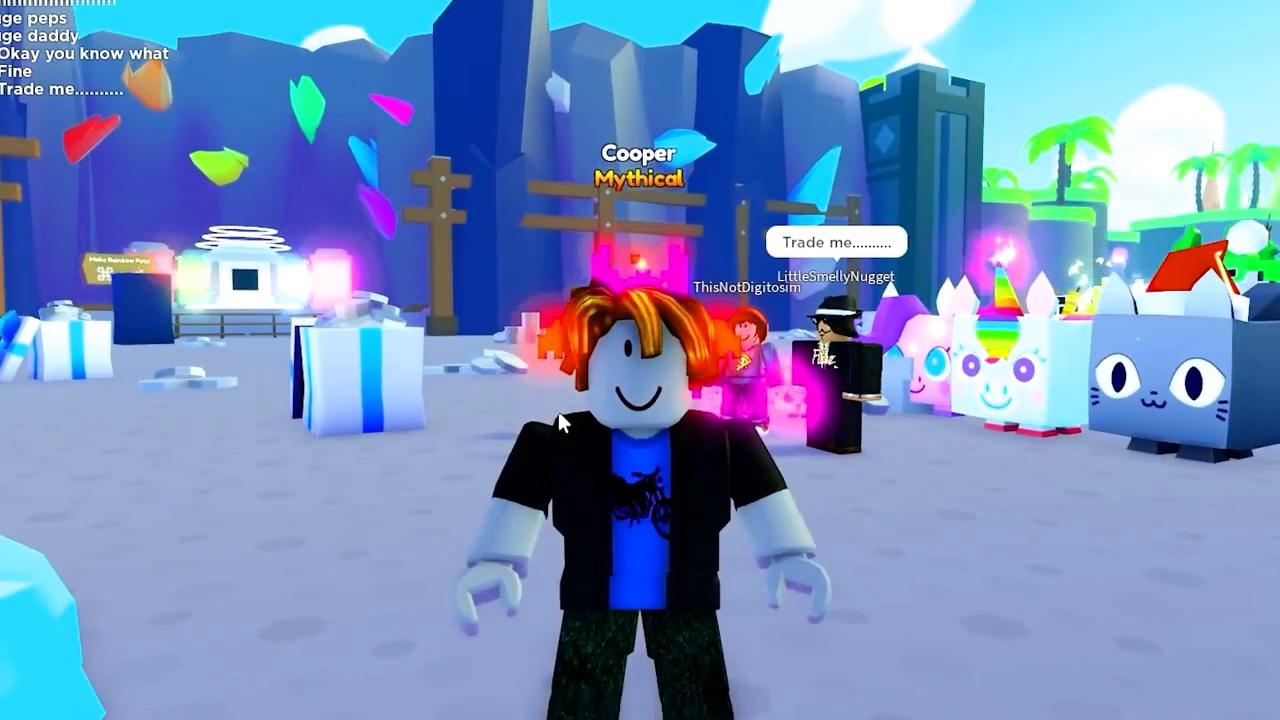 ge peps
ge daddy
Okay you know what
Fine
Trade me..........
Cooper
Mythical
Trade me..........
LittleSmellyNugget
ThisNotDigitosim
Make Rainbow Pets!